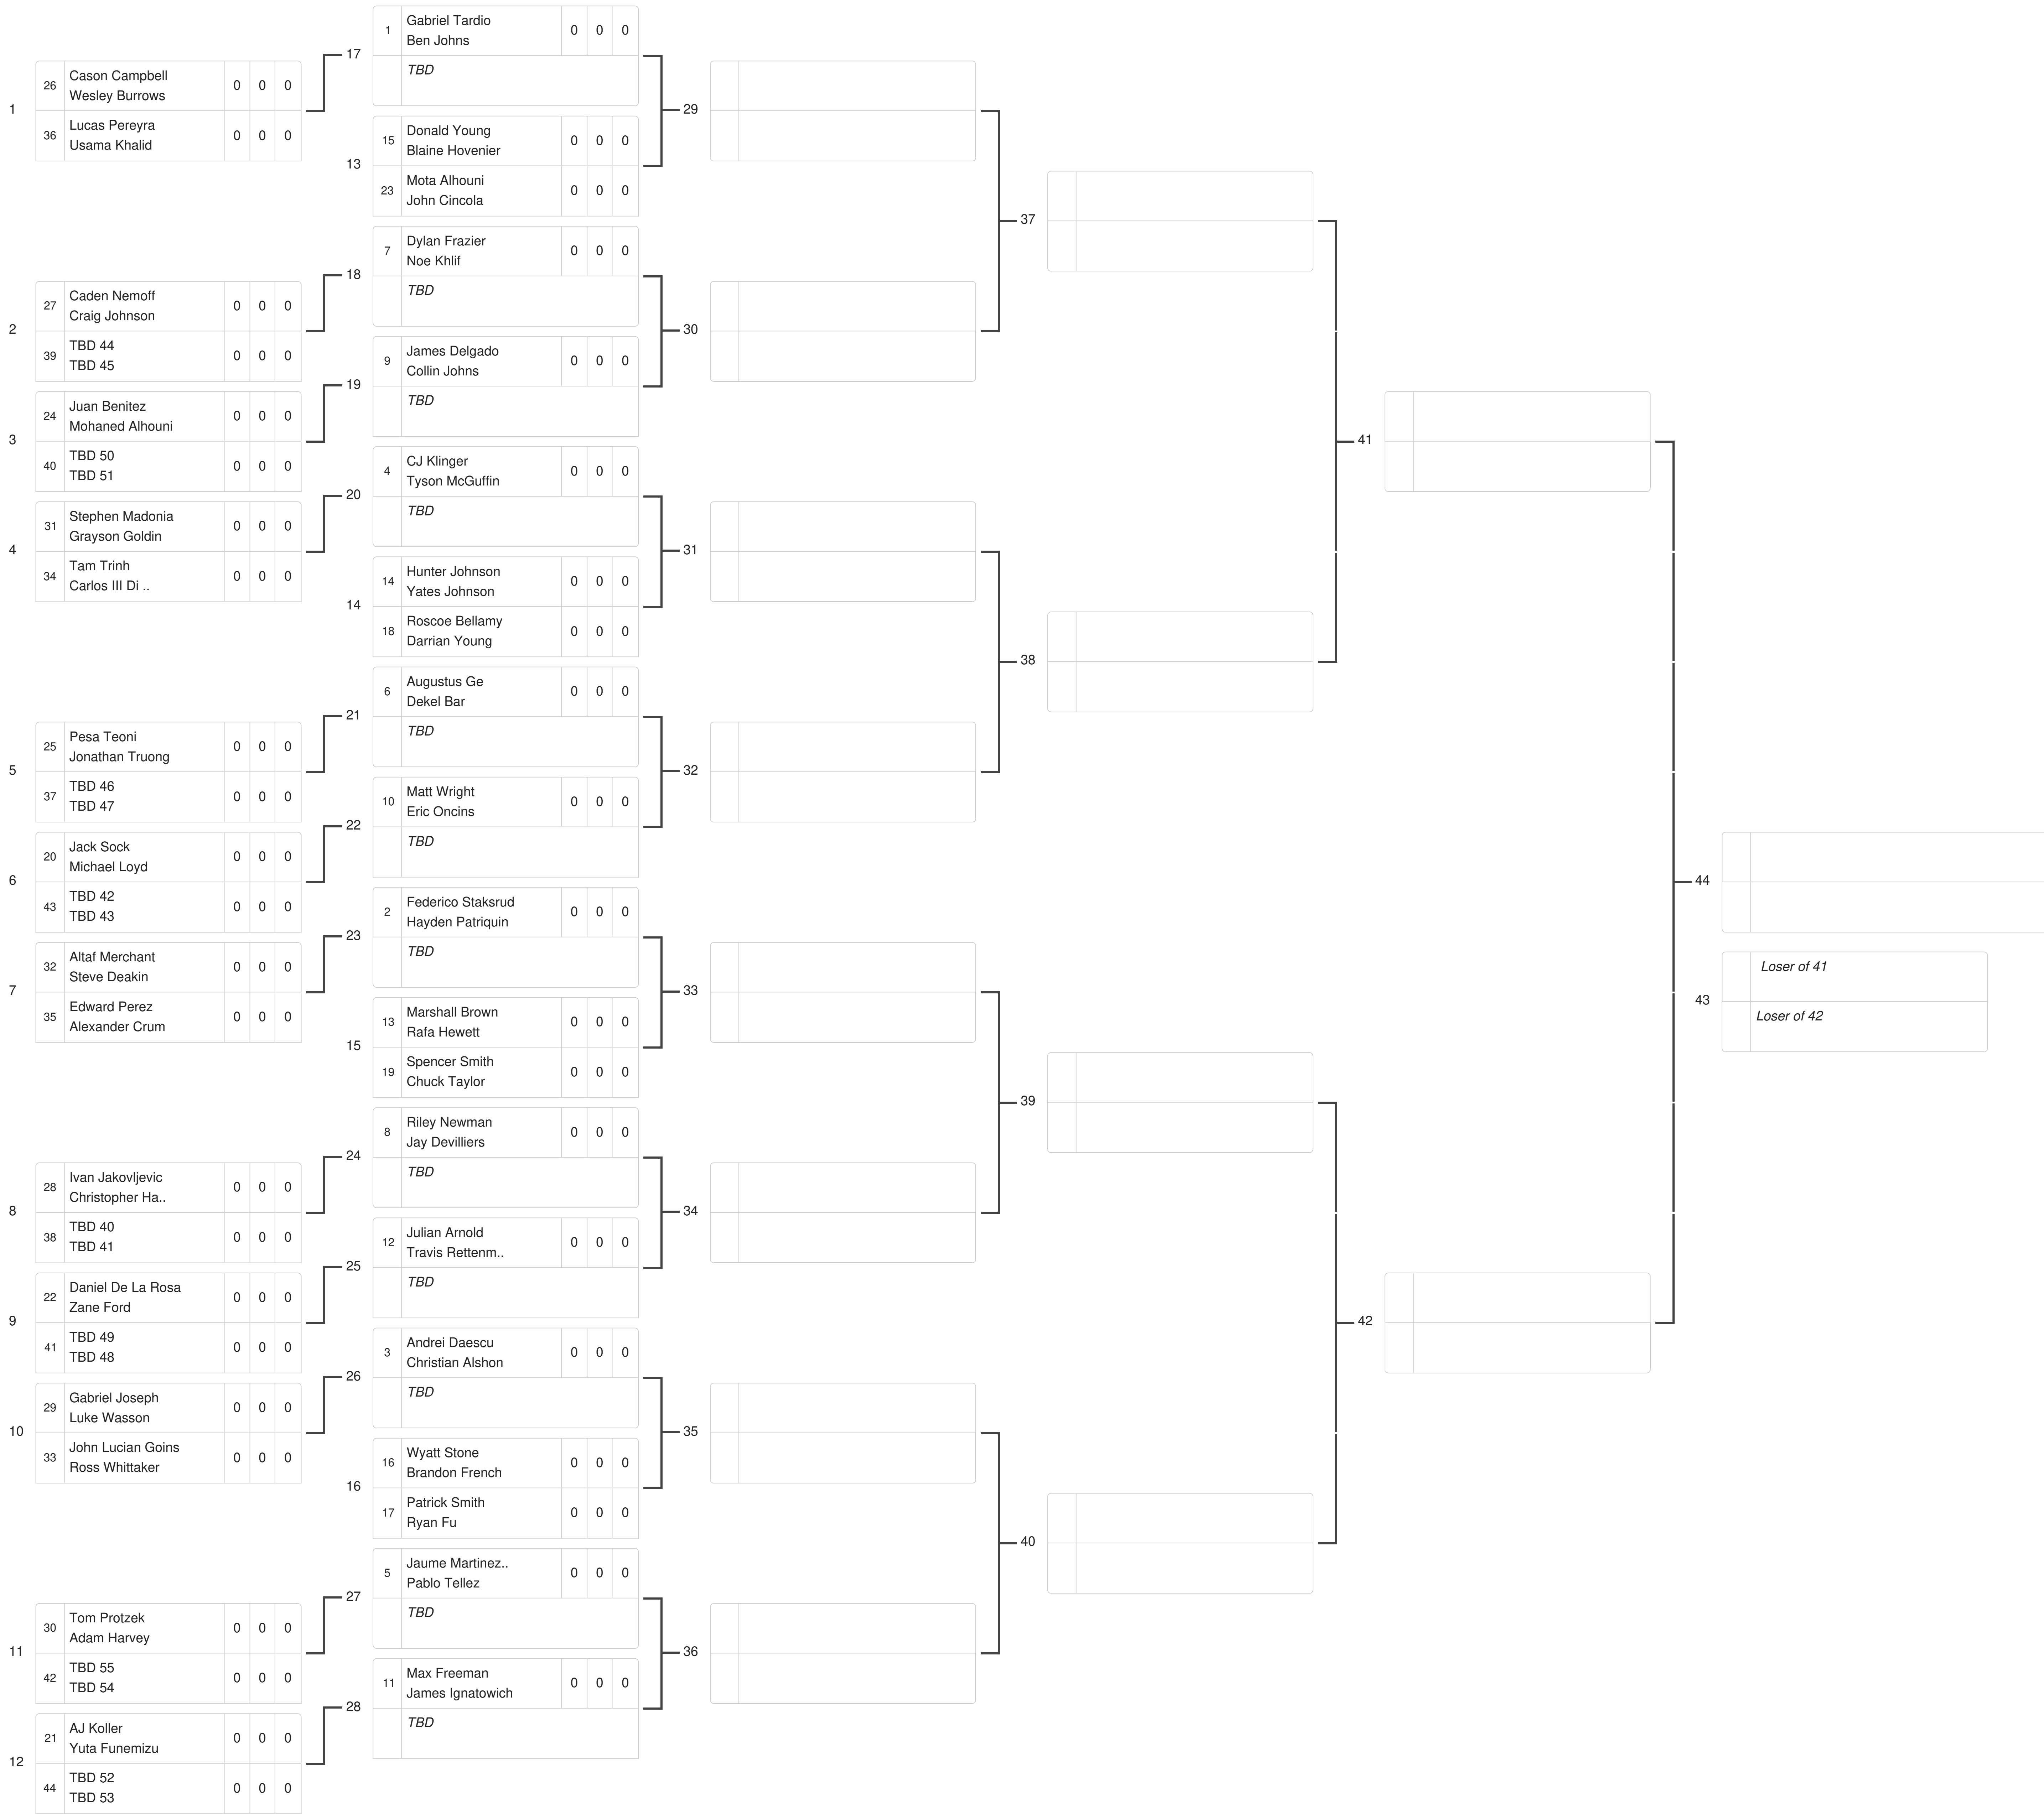 1
26
Cason Campbell
Wesley Burrows
0 0 0
36
Lucas Pereyra
Usama Khalid
0 0 0
2
27
Caden Nemoff
Craig Johnson
0 0 0
39
TBD 44
TBD 45
0 0 0
3
24
Juan Benitez
Mohaned Alhouni
0 0 0
40
TBD 50
TBD 51
0 0 0
4
31
Stephen Madonia
Grayson Goldin
0 0 0
34
Tam Trinh
Carlos III Di ..
0 0 0
5
25
Pesa Teoni
Jonathan Truong
0 0 0
37
TBD 46
TBD 47
0 0 0
6
20
Jack Sock
Michael Loyd
0 0 0
43
TBD 42
TBD 43
0 0 0
7
32
Altaf Merchant
Steve Deakin
0 0 0
35
Edward Perez
Alexander Crum
0 0 0
8
28
Ivan Jakovljevic
Christopher Ha..
0 0 0
38
TBD 40
TBD 41
0 0 0
9
22
Daniel De La Rosa
Zane Ford
0 0 0
41
TBD 49
TBD 48
0 0 0
10
29
Gabriel Joseph
Luke Wasson
0 0 0
33
John Lucian Goins
Ross Whittaker
0 0 0
11
30
Tom Protzek
Adam Harvey
0 0 0
42
TBD 55
TBD 54
0 0 0
12
21
AJ Koller
Yuta Funemizu
0 0 0
44
TBD 52
TBD 53
0 0 0
17
1
Gabriel Tardio
Ben Johns
0 0 0
TBD
13
15
Donald Young
Blaine Hovenier
0 0 0
23
Mota Alhouni
John Cincola
0 0 0
18
7
Dylan Frazier
Noe Khlif
0 0 0
TBD
19
9
James Delgado
Collin Johns
0 0 0
TBD
20
4
CJ Klinger
Tyson McGuffin
0 0 0
TBD
14
14
Hunter Johnson
Yates Johnson
0 0 0
18
Roscoe Bellamy
Darrian Young
0 0 0
21
6
Augustus Ge
Dekel Bar
0 0 0
TBD
22
10
Matt Wright
Eric Oncins
0 0 0
TBD
23
2
Federico Staksrud
Hayden Patriquin
0 0 0
TBD
15
13
Marshall Brown
Rafa Hewett
0 0 0
19
Spencer Smith
Chuck Taylor
0 0 0
24
8
Riley Newman
Jay Devilliers
0 0 0
TBD
25
12
Julian Arnold
Travis Rettenm..
0 0 0
TBD
26
3
Andrei Daescu
Christian Alshon
0 0 0
TBD
16
16
Wyatt Stone
Brandon French
0 0 0
17
Patrick Smith
Ryan Fu
0 0 0
27
5
Jaume Martinez..
Pablo Tellez
0 0 0
TBD
28
11
Max Freeman
James Ignatowich
0 0 0
TBD
29
30
31
32
33
34
35
36
37
38
39
40
41
42
44
43
Loser of 41
Loser of 42